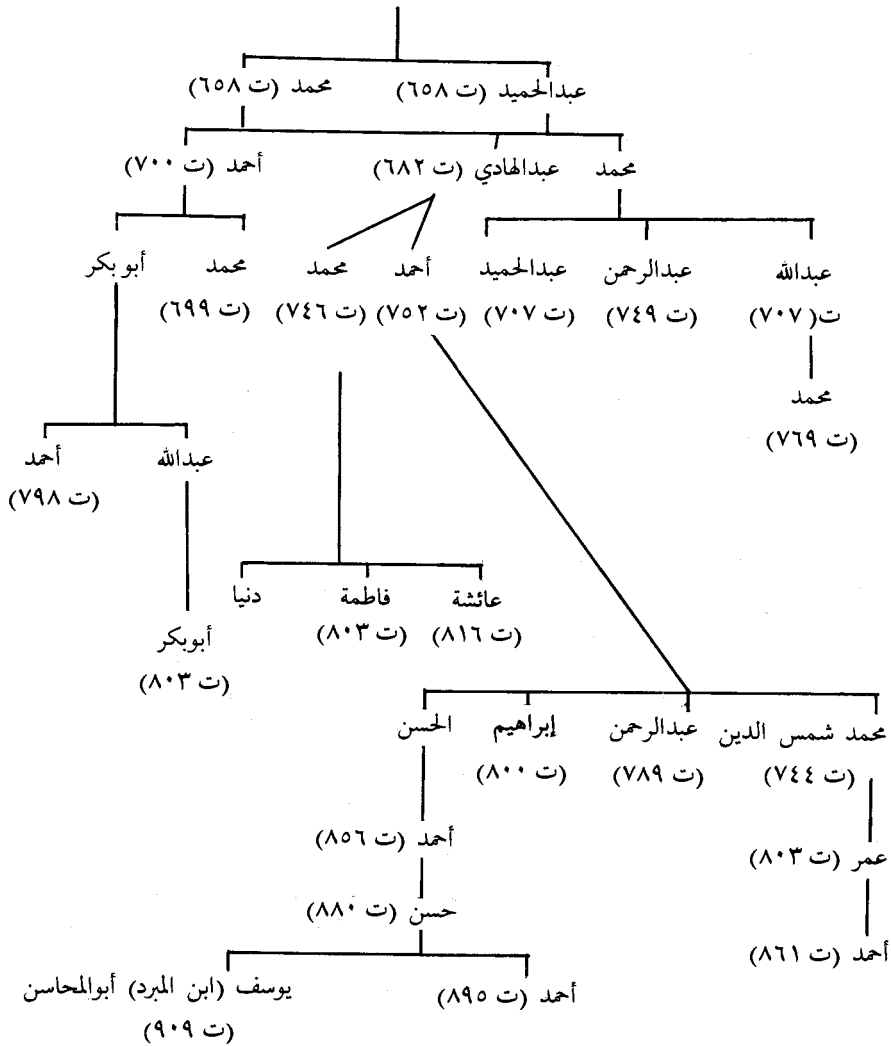 عبدالحميد (ت ٦٥٨) محمد (ت ٦٥٨)
محمد عبدالهادي (ت ٦٨٢) أحمد (ت ٧٠٠)
عبدالله عبدالرحمن عبدالحميد أحمد محمد محمد أبو بكر
ت( ٧٠٧) (ت ٧٤٩) (ت ٧٠٧) (ت ٧٥٢) (ت ٧٤٦) (ت ٦٩٩)
محمد
(ت ٧٦٩)
عبدالله أحمد
(ت ٧٩٨)
عائشة فاطمة دنيا
(ت ٨١٦) (ت ٨٠٣)
أبوبكر
(ت ٨٠٣)
محمد شمس الدين عبدالرحمن إبراهيم الحسن
(ت ٧٤٤) (ت ٧٨٩) (ت ٨٠٠)
أحمد (ت ٨٥٦)
عمر (ت ٨٠٣)
حسن (ت ٨٨٠)
أحمد (ت ٨٦١)
أحمد (ت ٨٩٥) يوسف (ابن المبرد) أبوالمحاسن
(ت ٩٠٩)